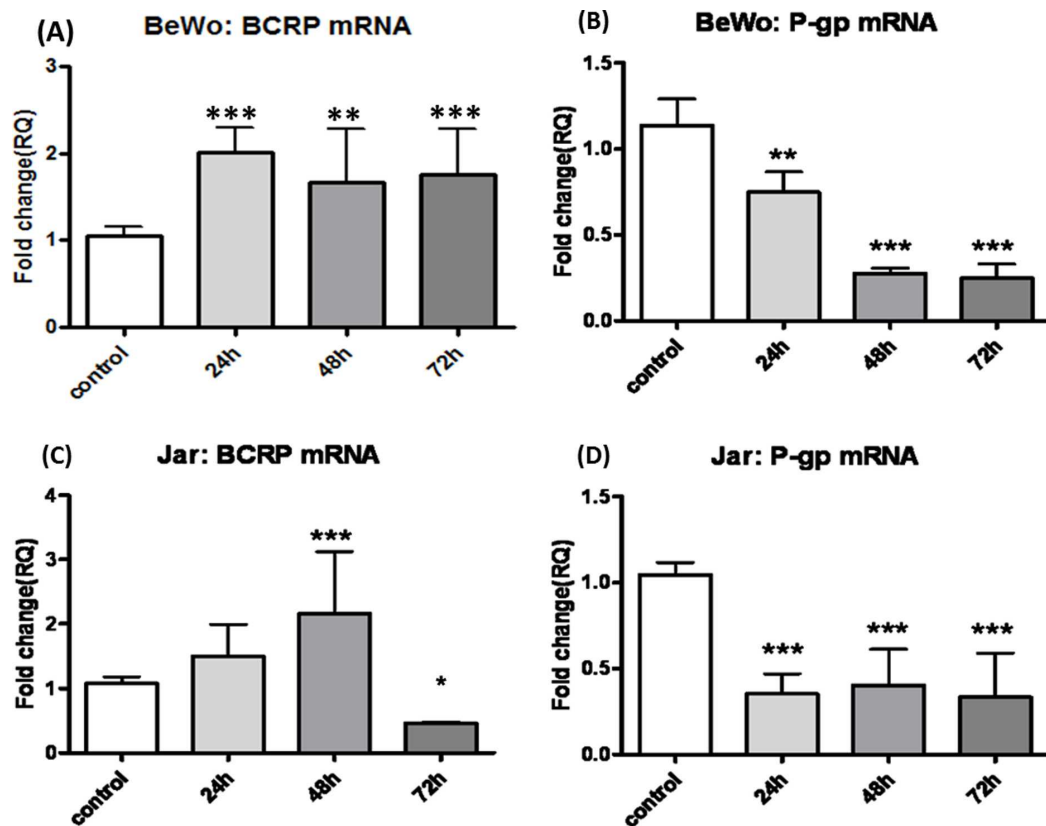 (A)
BeWo: BCRP mRNA
Fold change(RQ)
3
2
1
0
***
**
***
control
24h
48h
72h
(B)
BeWo: P-gp mRNA
Fold change(RQ)
1.5
1.0
0.5
0.0
**
***
***
control
24h
48h
72h
(C)
Jar: BCRP mRNA
Fold change(RQ)
4
3
2
1
0
***
*
control
24h
48h
72h
(D)
Jar: P-gp mRNA
Fold change(RQ)
1.5
1.0
0.5
0.0
***
***
***
control
24h
48h
72h